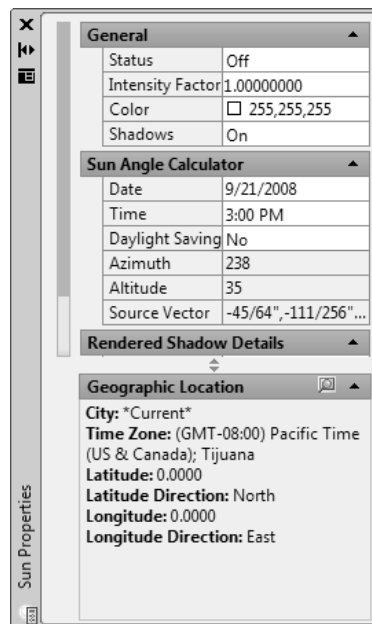 General
Status Off
Intensity Factor 1.00000000
Color 255,255,255
Shadows On
Sun Angle Calculator
Date 9/21/2008
Time 3:00 PM
Daylight Saving No
Azimuth 238
Altitude 35
Source Vector -45/64",-111/256"...
Rendered Shadow Details
Geographic Location
City: *Current*
Time Zone: (GMT-08:00) Pacific Time
(US & Canada); Tijuana
Latitude: 0.0000
Latitude Direction: North
Longitude: 0.0000
Longitude Direction: East
Sun Properties